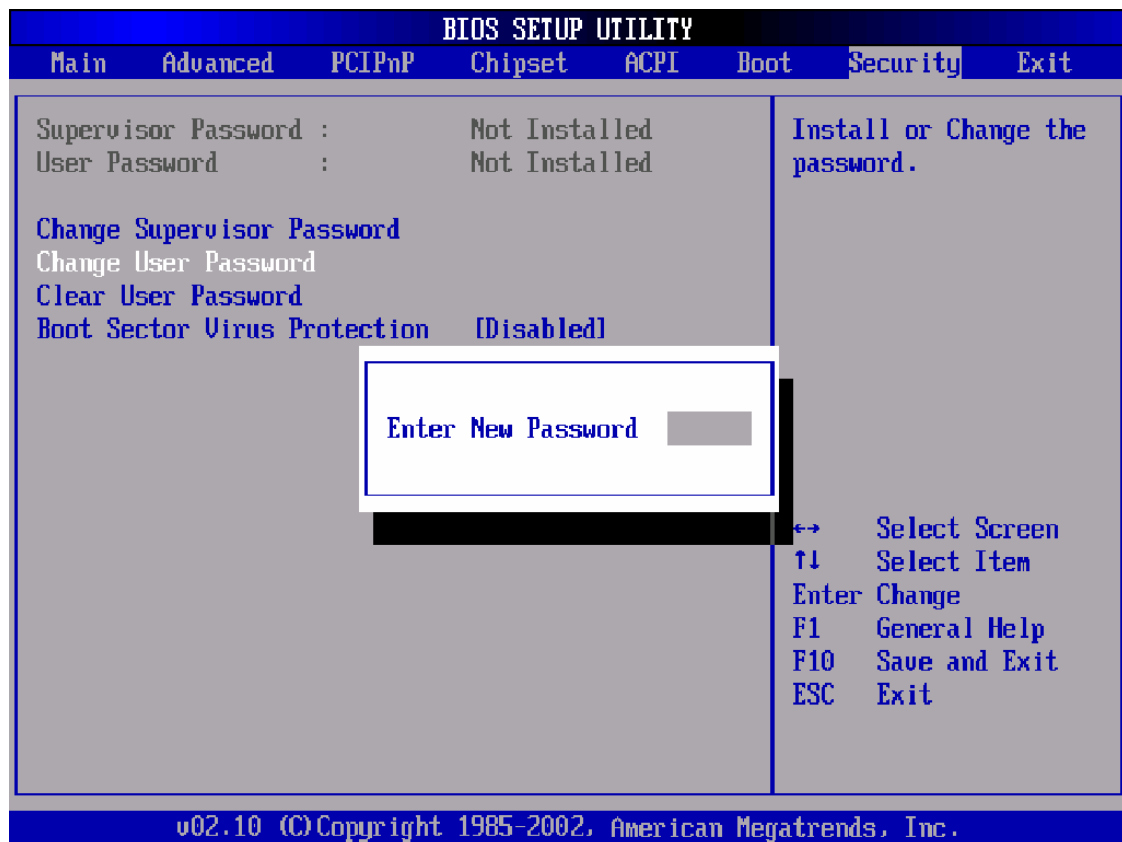 BIOS SETUP UTILITY
Main Advanced PCIPnP Chipset ACPI Boot Security Exit
Supervisor Password : Not Installed
User Password : Not Installed
Change Supervisor Password
Change User Password
Clear User Password
Boot Sector Virus Protection [Disabled]
Enter New Password
Install or Change the
password.
←→ Select Screen
↑↓ Select Item
Enter Change
F1 General Help
F10 Save and Exit
ESC Exit
v02.10 (C)Copyright 1985-2002, American Megatrends, Inc.